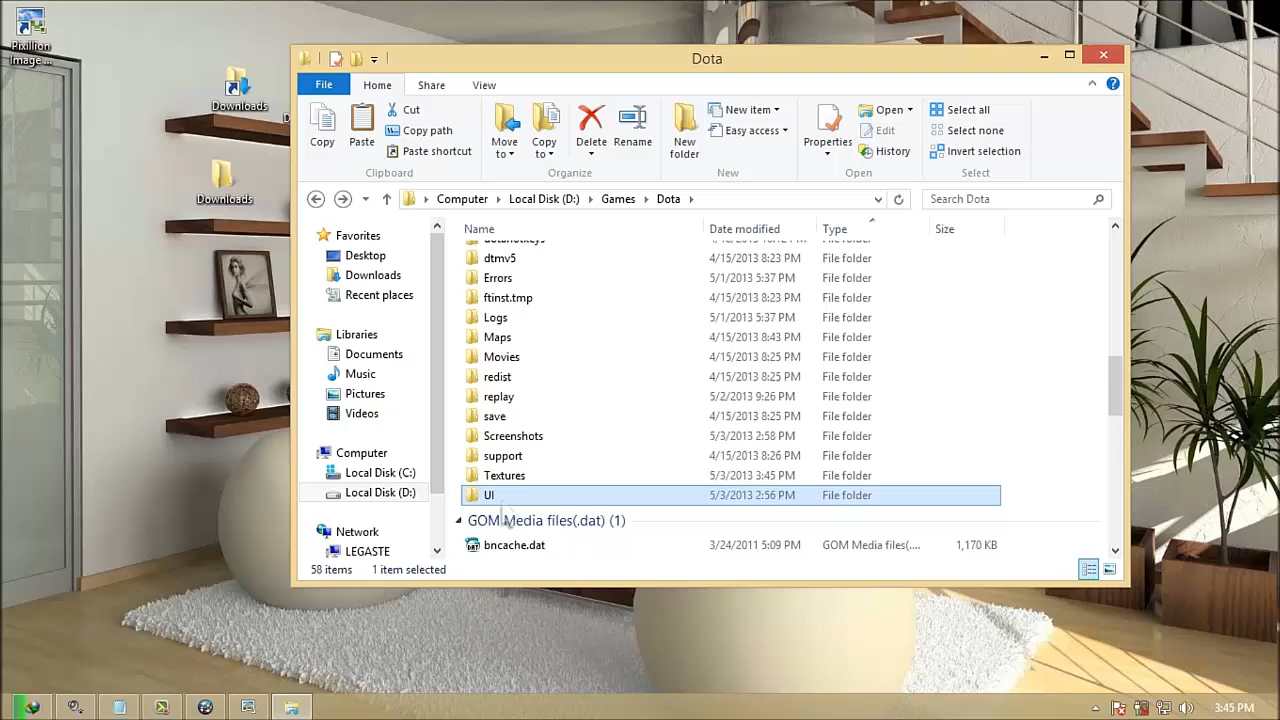 Pixillion
Image ...
Downloads
Downloads
Dota
File
Home
Share
View
Copy
Paste
Cut
Copy path
Paste shortcut
Clipboard
Move
to
Copy
to
Delete
Rename
Organize
New
folder
New item
Easy access
New
Properties
Open
Edit
History
Open
Select all
Select none
Invert selection
Select
Computer
Local Disk (D:)
Games
Dota
Search Dota
Favorites
Desktop
Downloads
Recent places
Libraries
Documents
Music
Pictures
Videos
Computer
Local Disk (C:)
Local Disk (D:)
Network
LEGASTE
Name Date modified Type Size
dtmv5 4/15/2013 8:23 PM File folder
Errors 5/1/2013 5:37 PM File folder
ftinst.tmp 4/15/2013 8:23 PM File folder
Logs 5/1/2013 5:37 PM File folder
Maps 4/15/2013 8:43 PM File folder
Movies 4/15/2013 8:25 PM File folder
redist 4/15/2013 8:25 PM File folder
replay 5/2/2013 9:26 PM File folder
save 4/15/2013 8:25 PM File folder
Screenshots 5/3/2013 2:58 PM File folder
support 4/15/2013 8:26 PM File folder
Textures 5/3/2013 3:45 PM File folder
UI 5/3/2013 2:56 PM File folder
GOM Media files(.dat) (1)
bncache.dat 3/24/2011 5:09 PM GOM Media files(.... 1,170 KB
58 items 1 item selected
3:45 PM